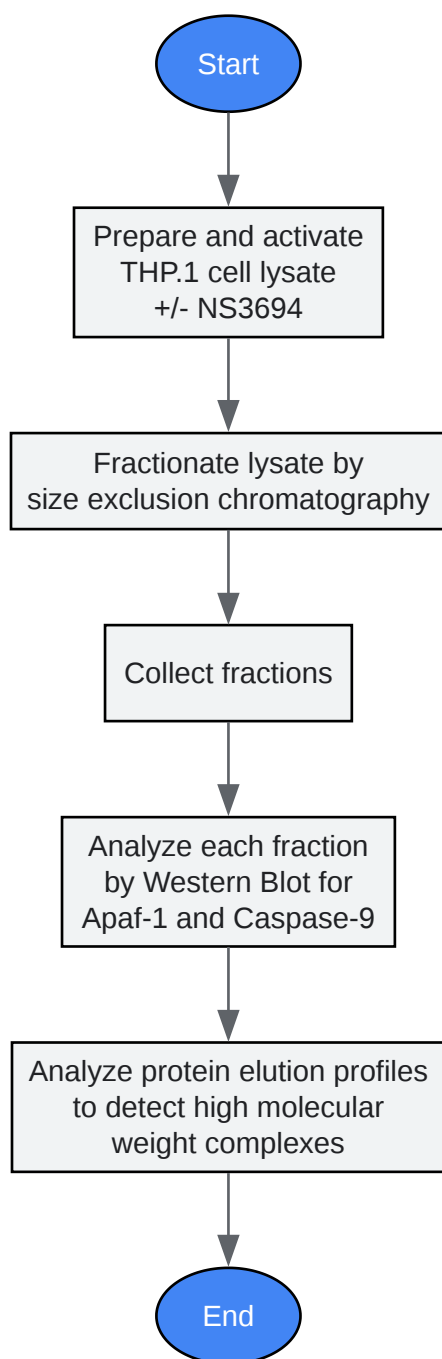 Start
Prepare and activate
THP.1 cell lysate
+/- NS3694
Fractionate lysate by
size exclusion chromatography
Collect fractions
Analyze each fraction
by Western Blot for
Apaf-1 and Caspase-9
Analyze protein elution profiles
to detect high molecular
weight complexes
End